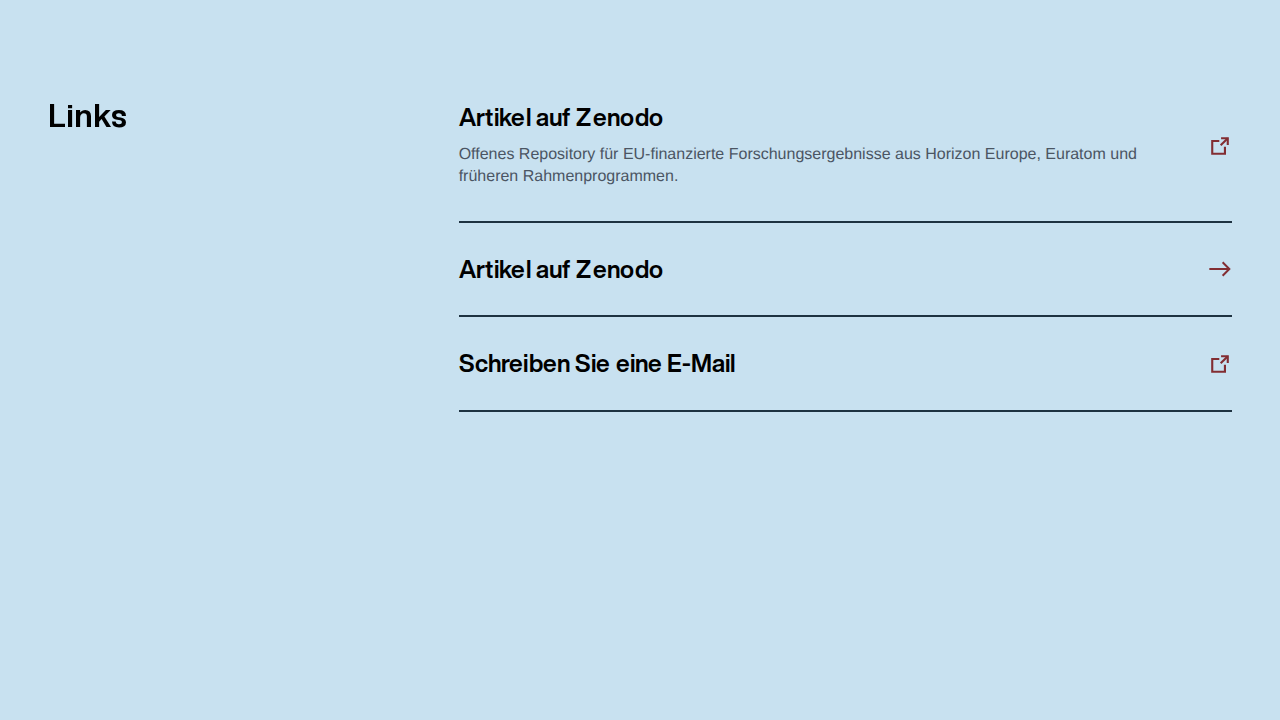 Links
Artikel auf Zenodo
Offenes Repository für EU-finanzierte Forschungsergebnisse aus Horizon Europe, Euratom und
früheren Rahmenprogrammen.
Artikel auf Zenodo
Schreiben Sie eine E-Mail